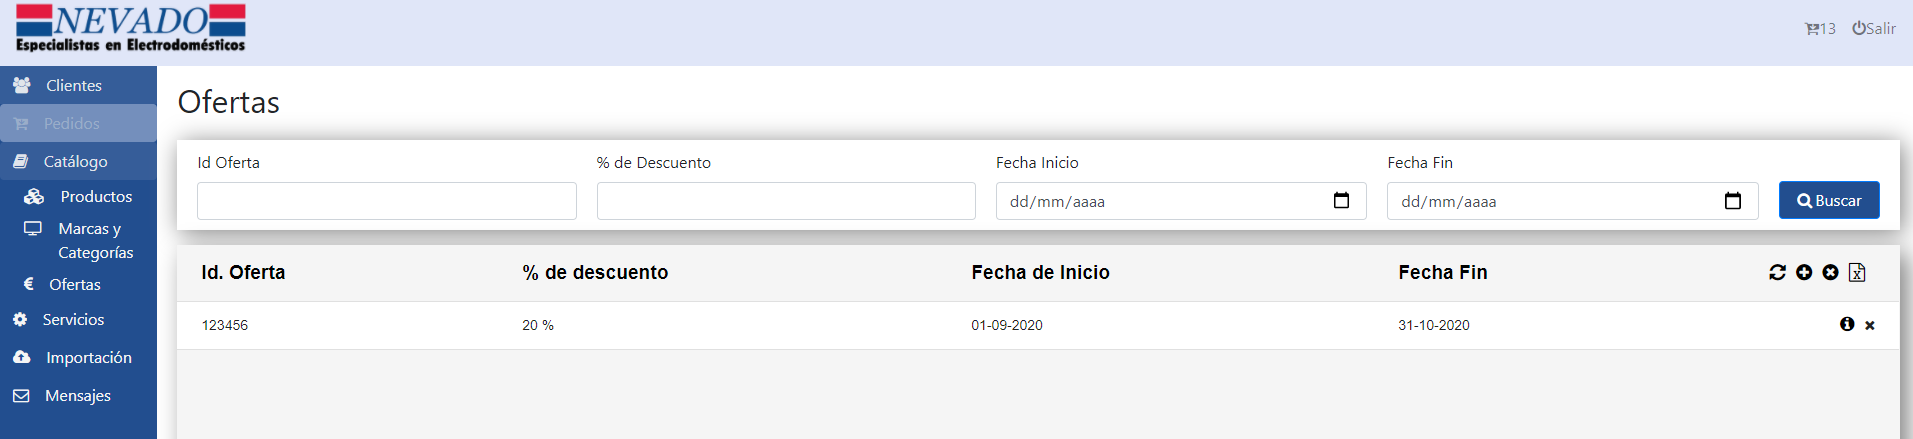 NEVADO
Especialistas en Electrodomésticos
13 Salir
Clientes
Pedidos
Catálogo
Productos
Marcas y
Categorías
Ofertas
Servicios
Importación
Mensajes
Ofertas
Id Oferta % de Descuento Fecha Inicio Fecha Fin
dd/mm/aaaa dd/mm/aaaa Buscar
Id. Oferta % de descuento Fecha de Inicio Fecha Fin
123456 20 % 01-09-2020 31-10-2020